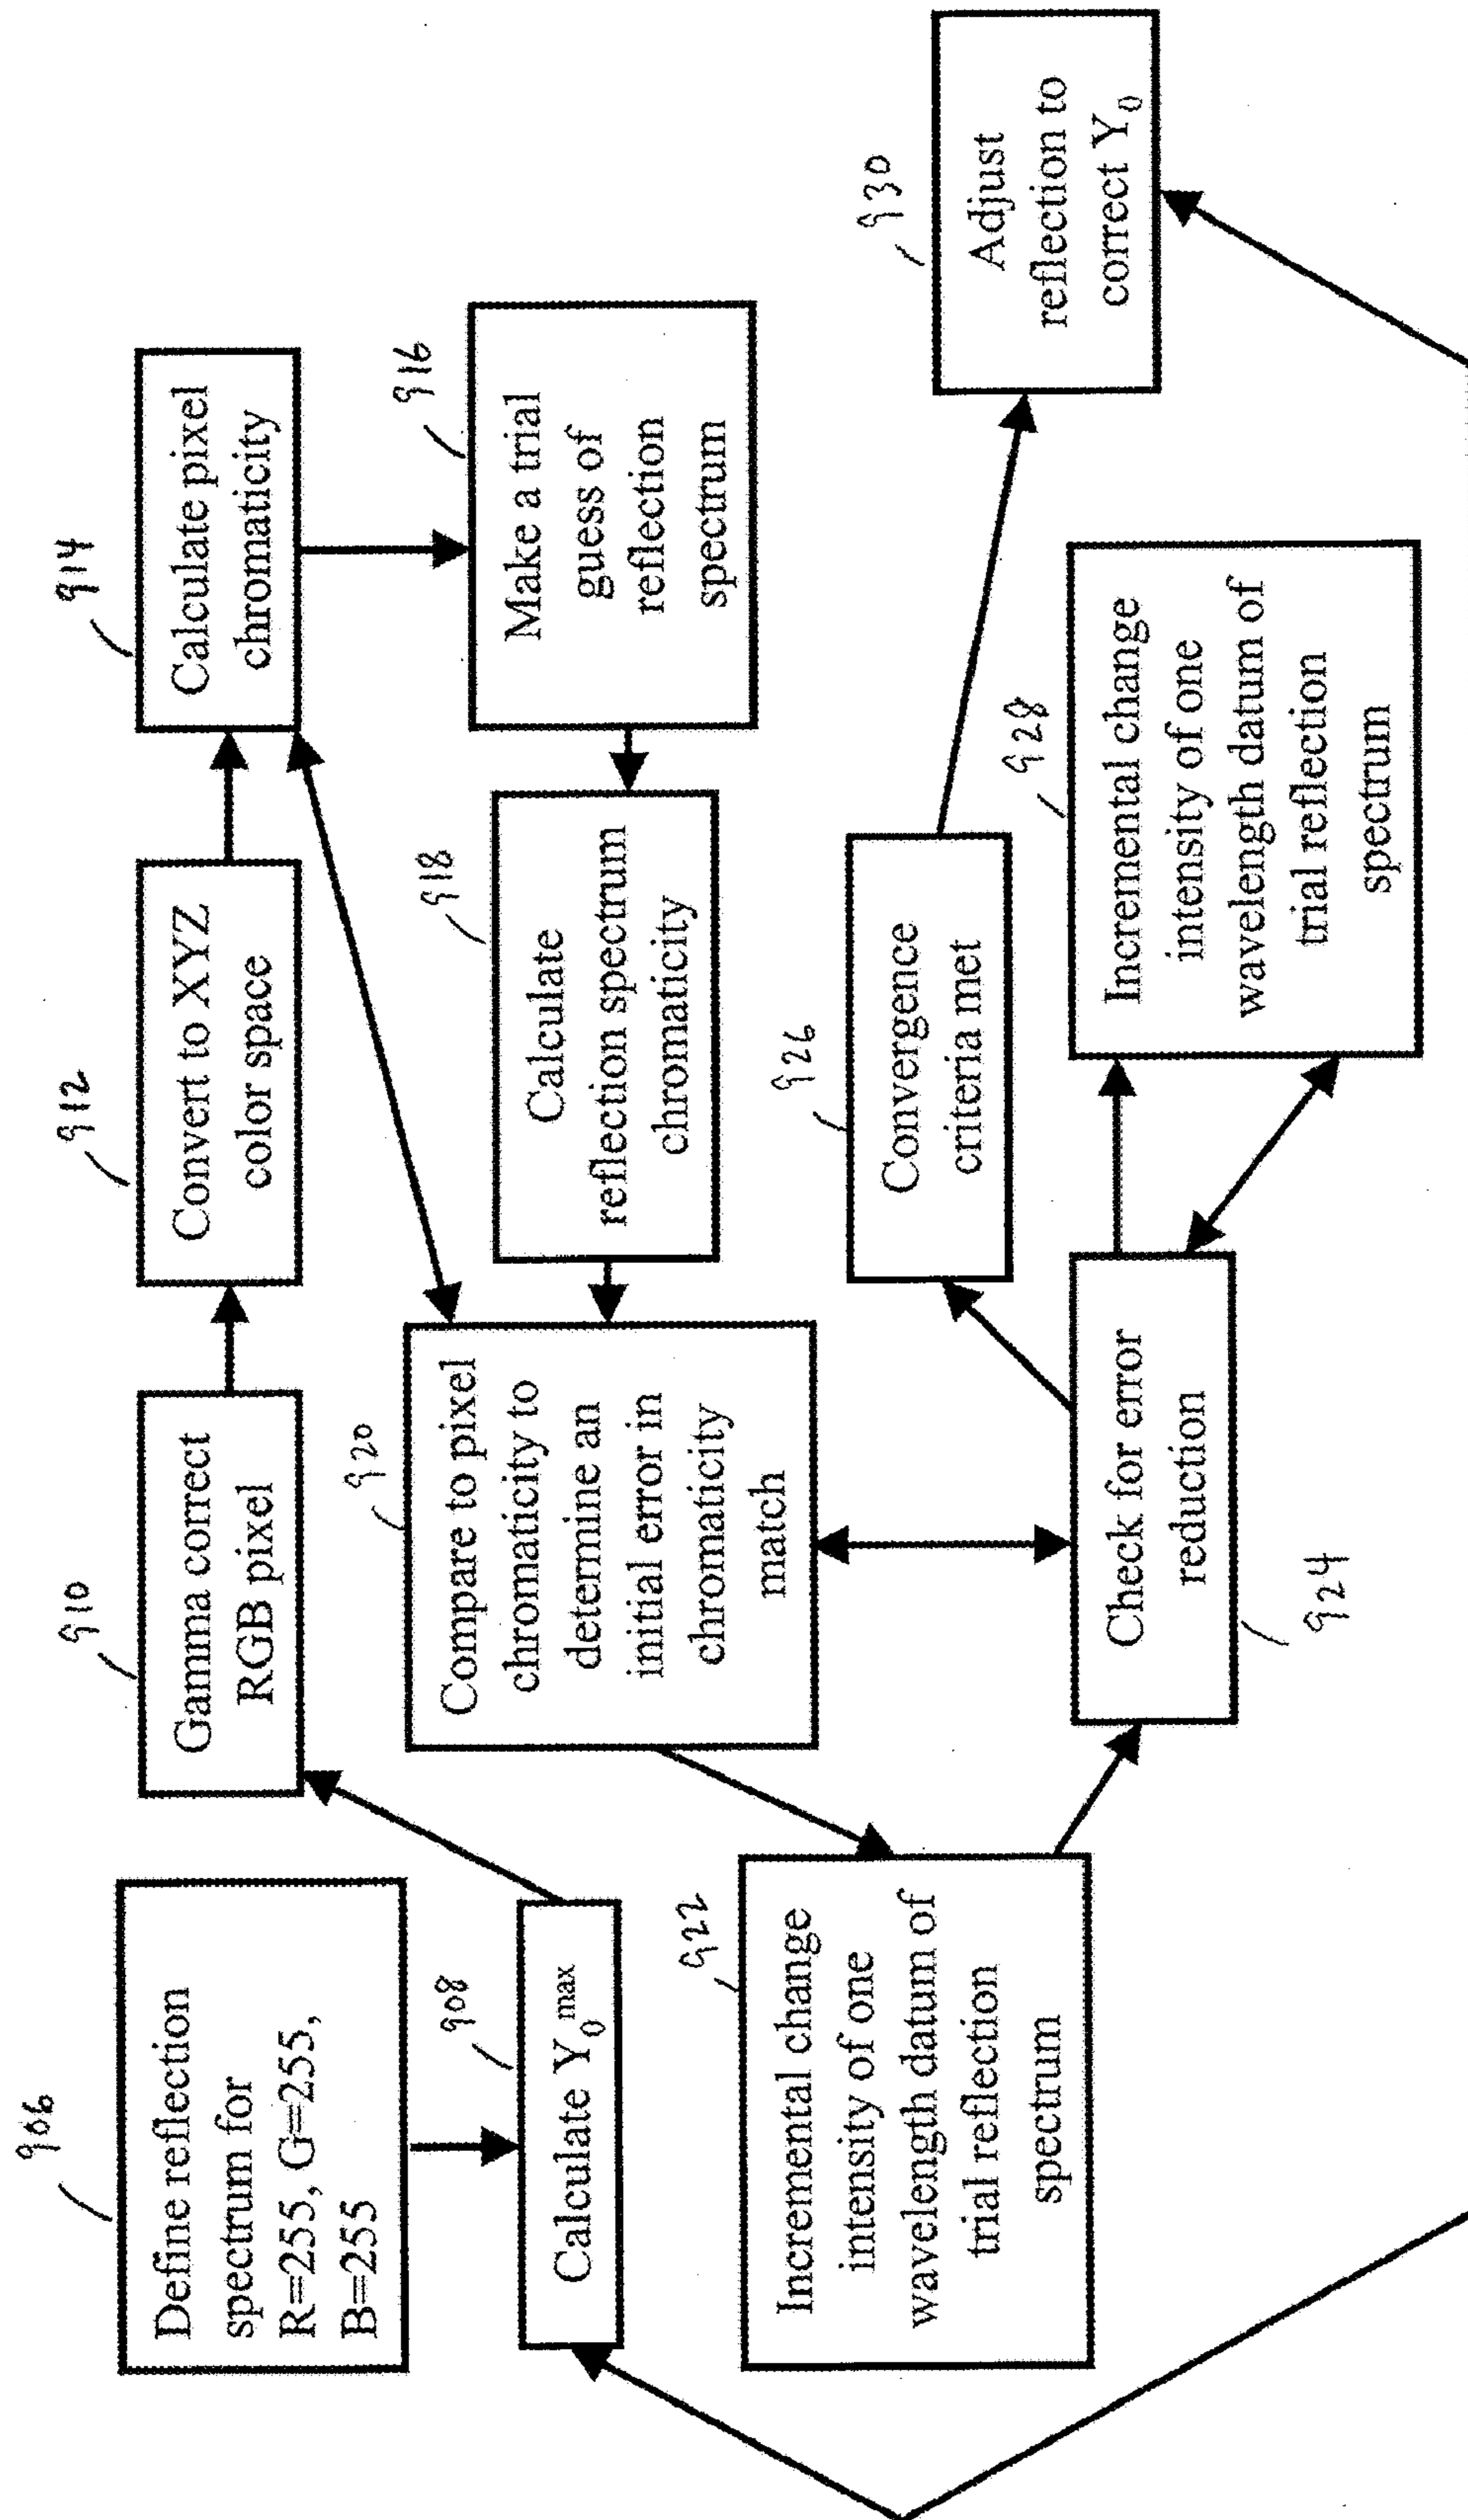 906
Define reflection
spectrum for
R=255, G=255,
B=255
908
Calculate Y₀ᵐᵃˣ
910
Gamma correct
RGB pixel
912
Convert to XYZ
color space
914
Calculate pixel
chromaticity
916
Make a trial
guess of
reflection
spectrum
918
Calculate
reflection spectrum
chromaticity
920
Compare to pixel
chromaticity to
determine an
initial error in
chromaticity
match
922
Incremental change
intensity of one
wavelength datum of
trial reflection
spectrum
Check for error
reduction
924
926
Convergence
criteria met
928
Incremental change
intensity of one
wavelength datum of
trial reflection
spectrum
930
Adjust
reflection to
correct Y₀